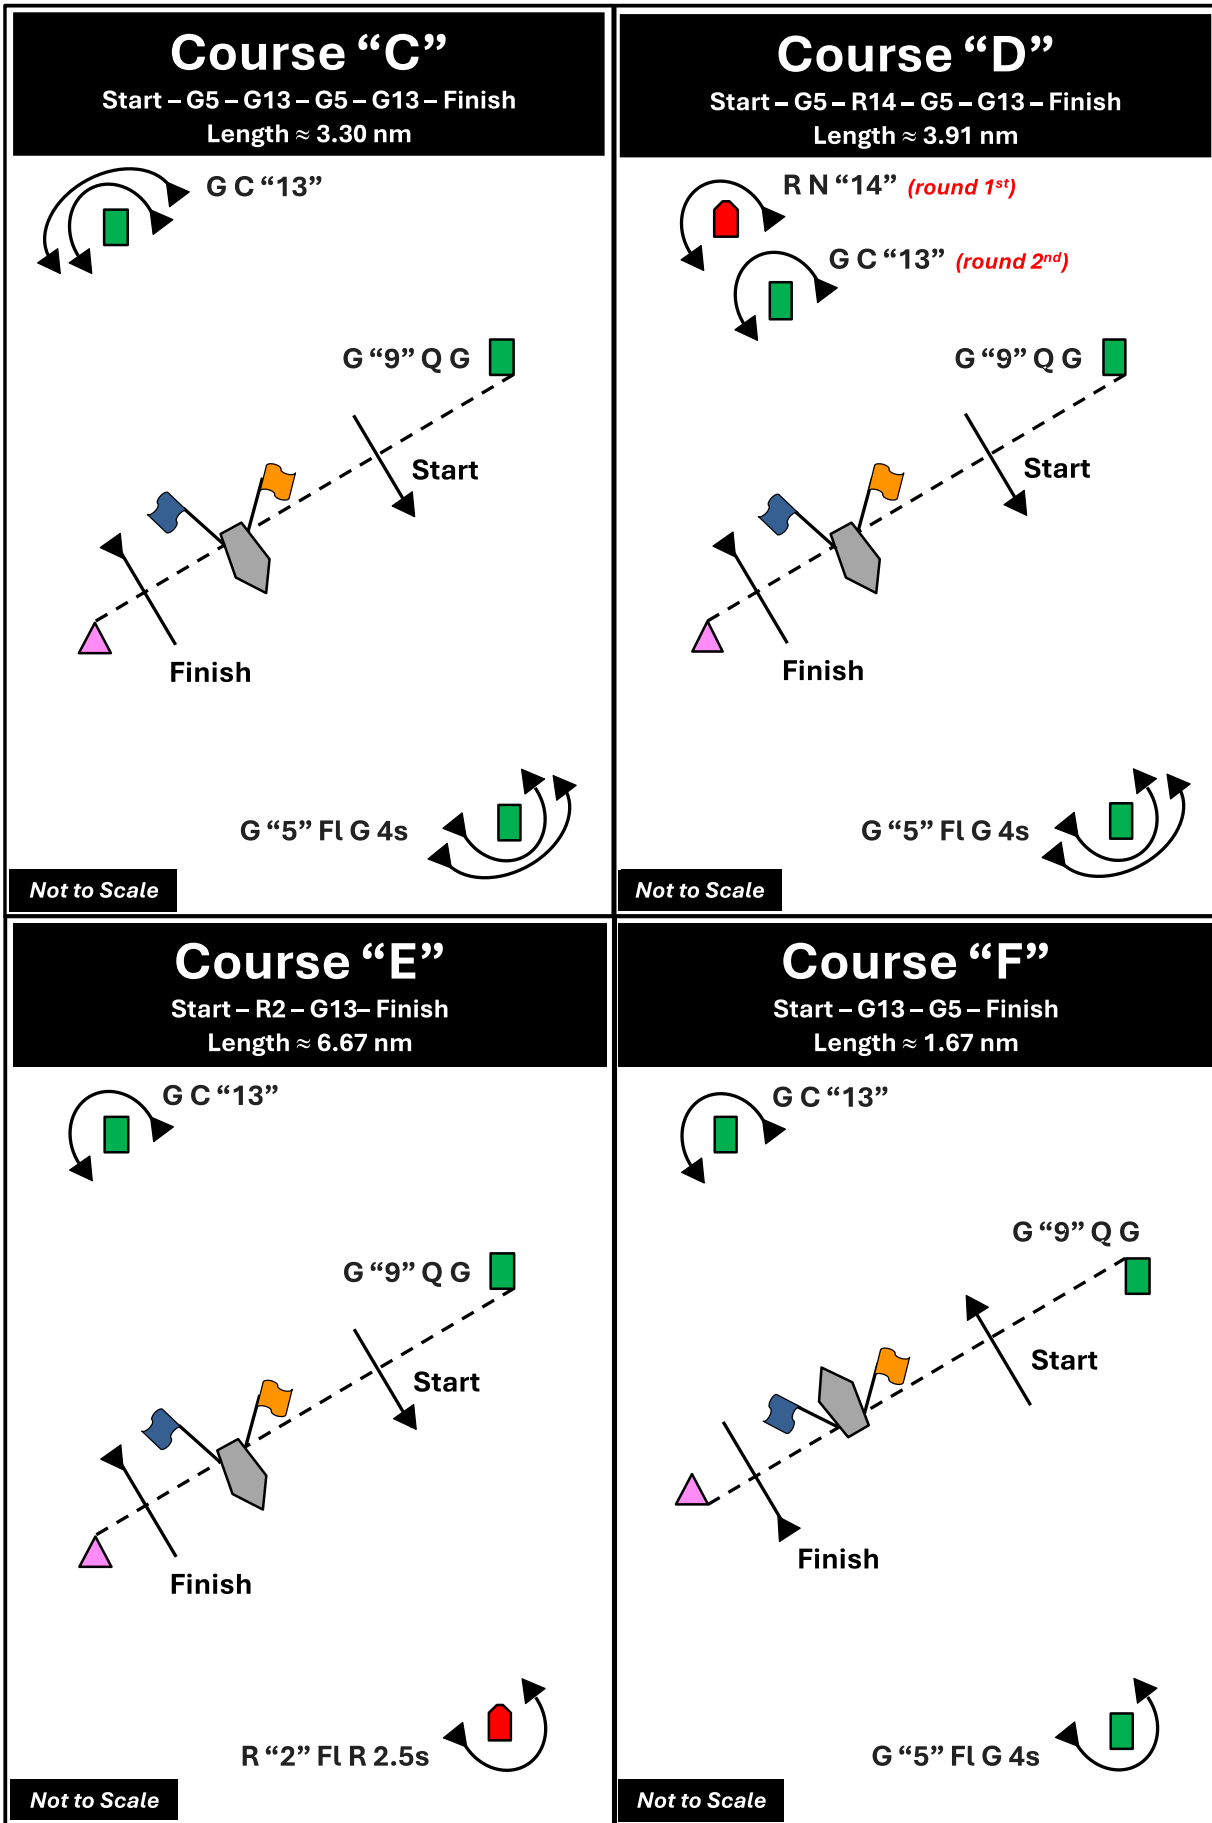 Course “C”
Start – G5 – G13 – G5 – G13 – Finish
Length ≈ 3.30 nm
G C “13”
G “9” Q G
Start
Finish
G “5” Fl G 4s
Not to Scale
Course “D”
Start – G5 – R14 – G5 – G13 – Finish
Length ≈ 3.91 nm
R N “14” (round 1st)
G C “13” (round 2nd)
G “9” Q G
Start
Finish
G “5” Fl G 4s
Not to Scale
Course “E”
Start – R2 – G13– Finish
Length ≈ 6.67 nm
G C “13”
G “9” Q G
Start
Finish
R “2” Fl R 2.5s
Not to Scale
Course “F”
Start – G13 – G5 – Finish
Length ≈ 1.67 nm
G C “13”
G “9” Q G
Start
Finish
G “5” Fl G 4s
Not to Scale